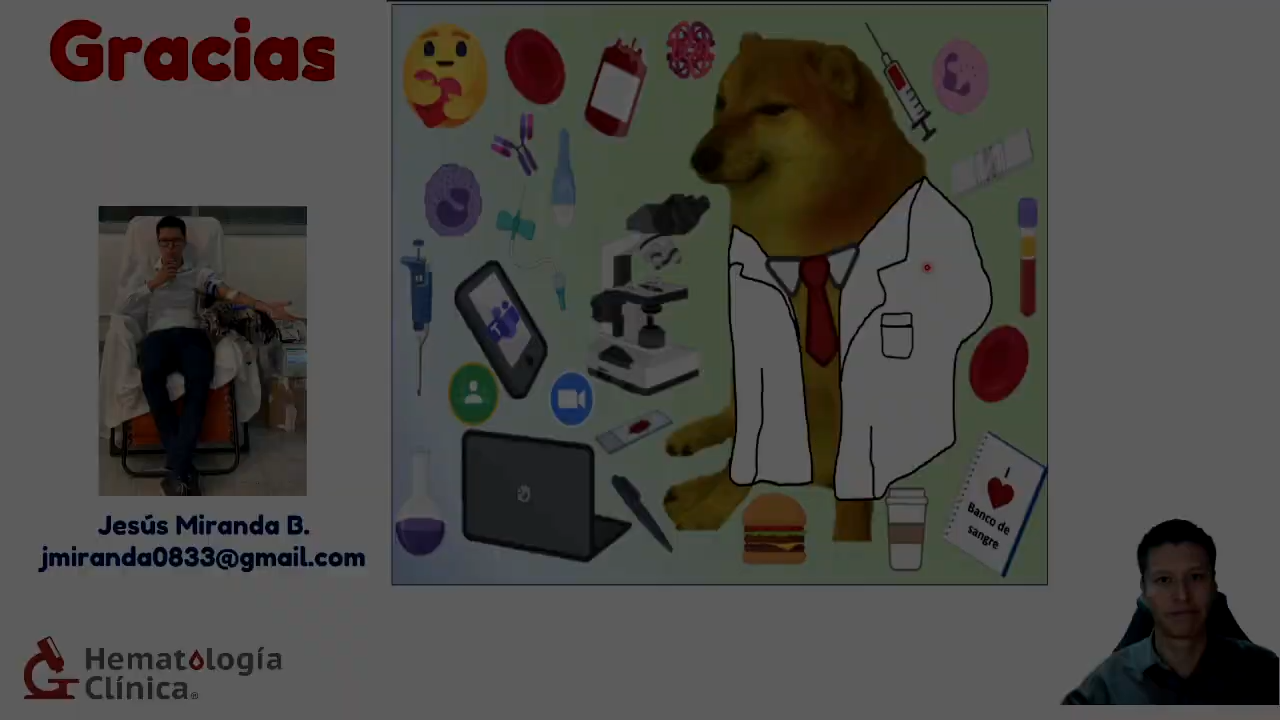 Gracias
Jesús Miranda B.
jmiranda0833@gmail.com
Hematología
Clínica
I
Banco de
sangre